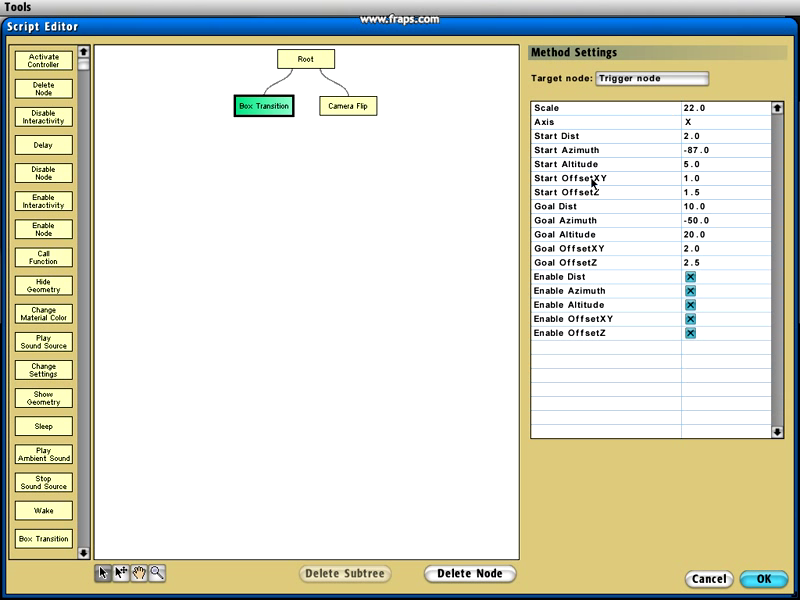 Tools
www.fraps.com
Script Editor
Activate
Controller
Delete
Node
Disable
Interactivity
Delay
Disable
Node
Enable
Interactivity
Enable
Node
Call
Function
Hide
Geometry
Change
Material Color
Play
Sound Source
Change
Settings
Show
Geometry
Sleep
Play
Ambient Sound
Stop
Sound Source
Wake
Box Transition
Root
Box Transition
Camera Flip
Delete Subtree
Delete Node
Method Settings
Target node: Trigger node
Scale 22.0
Axis X
Start Dist 2.0
Start Azimuth -87.0
Start Altitude 5.0
Start OffsetXY 1.0
Start OffsetZ 1.5
Goal Dist 10.0
Goal Azimuth -50.0
Goal Altitude 20.0
Goal OffsetXY 2.0
Goal OffsetZ 2.5
Enable Dist
Enable Azimuth
Enable Altitude
Enable OffsetXY
Enable OffsetZ
Cancel
OK